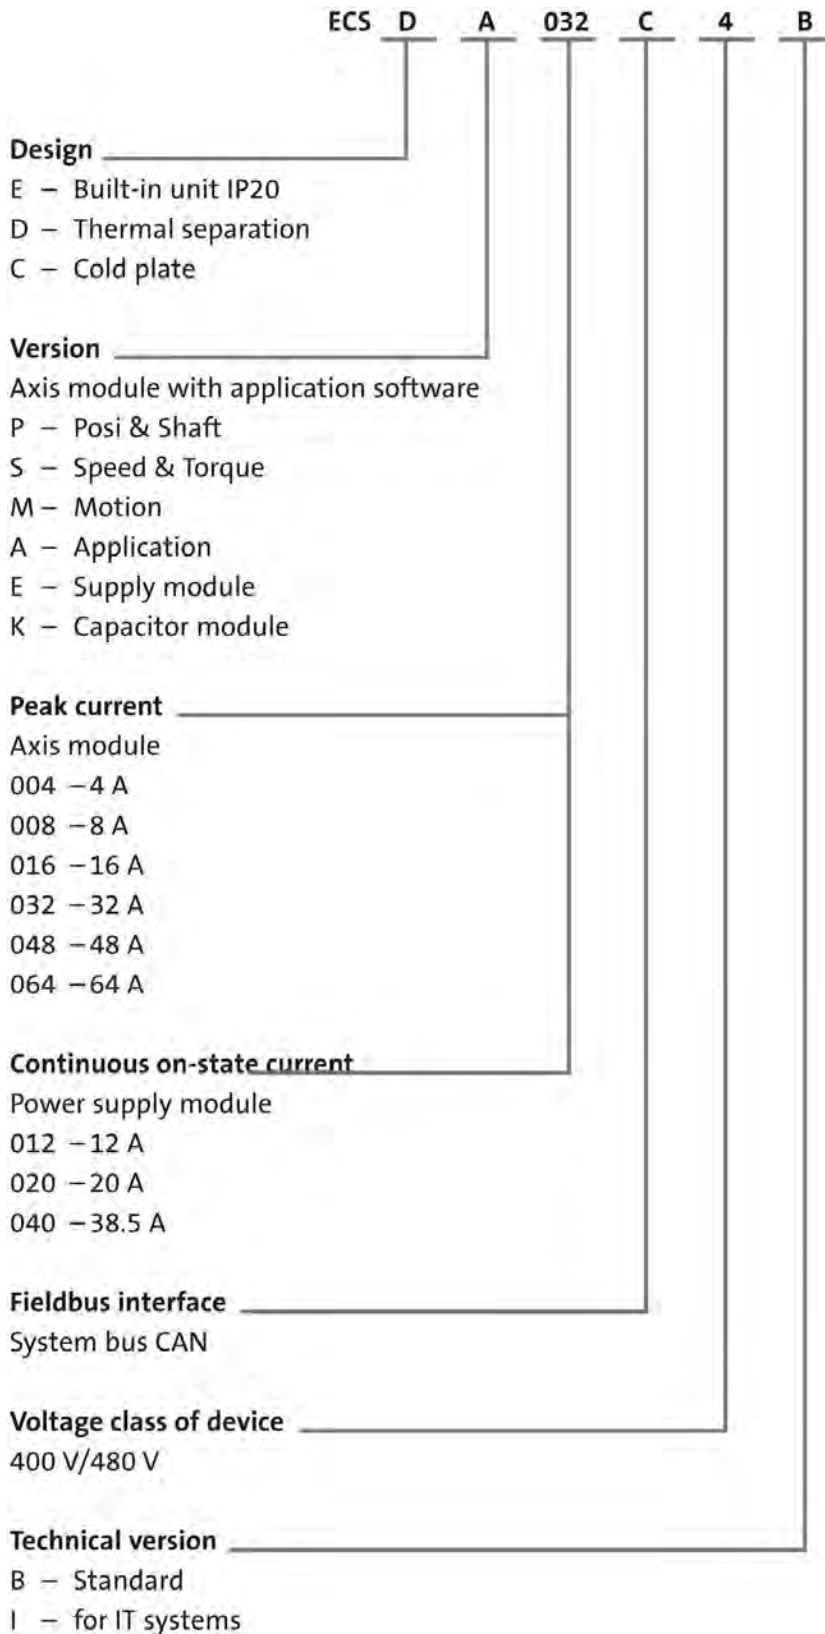 ECS D A 032 C 4 B
Design
E – Built-in unit IP20
D – Thermal separation
C – Cold plate
Version
Axis module with application software
P – Posi & Shaft
S – Speed & Torque
M – Motion
A – Application
E – Supply module
K – Capacitor module
Peak current
Axis module
004 – 4 A
008 – 8 A
016 – 16 A
032 – 32 A
048 – 48 A
064 – 64 A
Continuous on-state current
Power supply module
012 – 12 A
020 – 20 A
040 – 38.5 A
Fieldbus interface
System bus CAN
Voltage class of device
400 V/480 V
Technical version
B – Standard
I – for IT systems